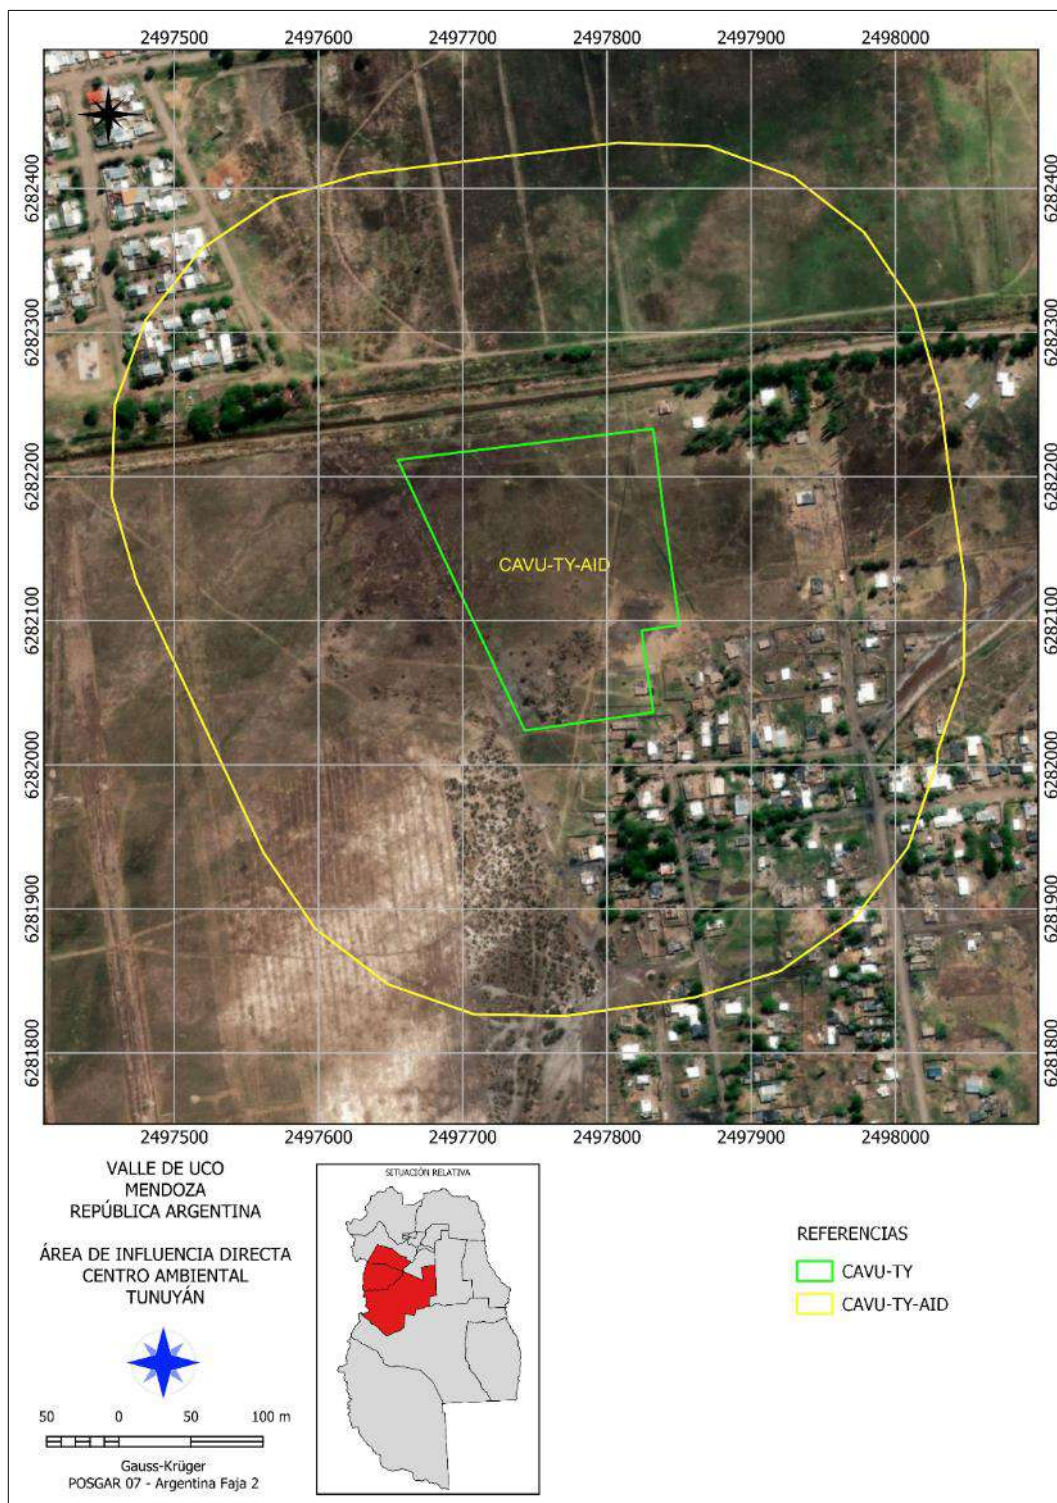 2497500 2497600 2497700 2497800 2497900 2498000
6282400 6282400
6282300 6282300
6282200 6282200
CAVU-TY-AID
6282100 6282100
6282000 6282000
6281900 6281900
6281800 6281800
2497500 2497600 2497700 2497800 2497900 2498000
VALLE DE UCO
MENDOZA
REPÚBLICA ARGENTINA
ÁREA DE INFLUENCIA DIRECTA
CENTRO AMBIENTAL
TUNUYÁN
50 0 50 100 m
Gauss-Krüger
POSGAR 07 - Argentina Faja 2
SITUACIÓN RELATIVA
REFERENCIAS
CAVU-TY
CAVU-TY-AID